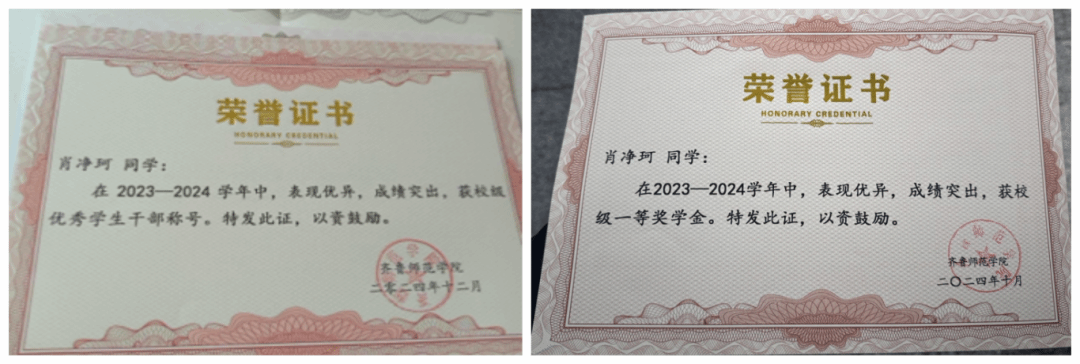 荣誉证书
HONORARY CREDENTIAL
肖净珂 同学：
在 2023—2024 学年中，表现优异，成绩突出，获校级
优秀学生干部称号。特发此证，以资鼓励。
齐鲁师范学院
二零二四年十二月
荣誉证书
HONORARY CREDENTIAL
肖净珂 同学：
在2023—2024学年中，表现优异，成绩突出，获校
级一等奖学金。特发此证，以资鼓励。
齐鲁师范学院
二〇二四年十月